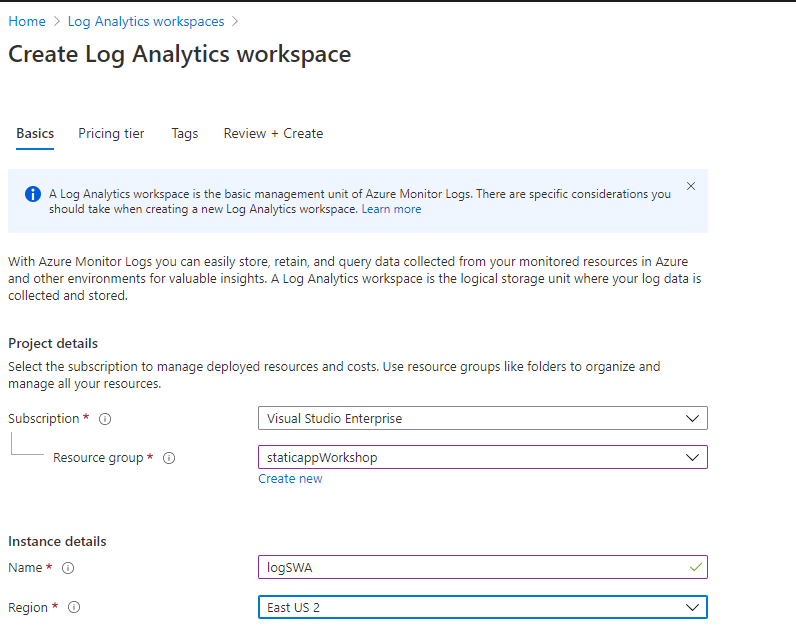 Home > Log Analytics workspaces >
Create Log Analytics workspace
Basics Pricing tier Tags Review + Create
A Log Analytics workspace is the basic management unit of Azure Monitor Logs. There are specific considerations you
should take when creating a new Log Analytics workspace. Learn more
With Azure Monitor Logs you can easily store, retain, and query data collected from your monitored resources in Azure
and other environments for valuable insights. A Log Analytics workspace is the logical storage unit where your log data is
collected and stored.
Project details
Select the subscription to manage deployed resources and costs. Use resource groups like folders to organize and
manage all your resources.
Subscription * Visual Studio Enterprise
Resource group * staticappWorkshop
Create new
Instance details
Name * logSWA
Region * East US 2